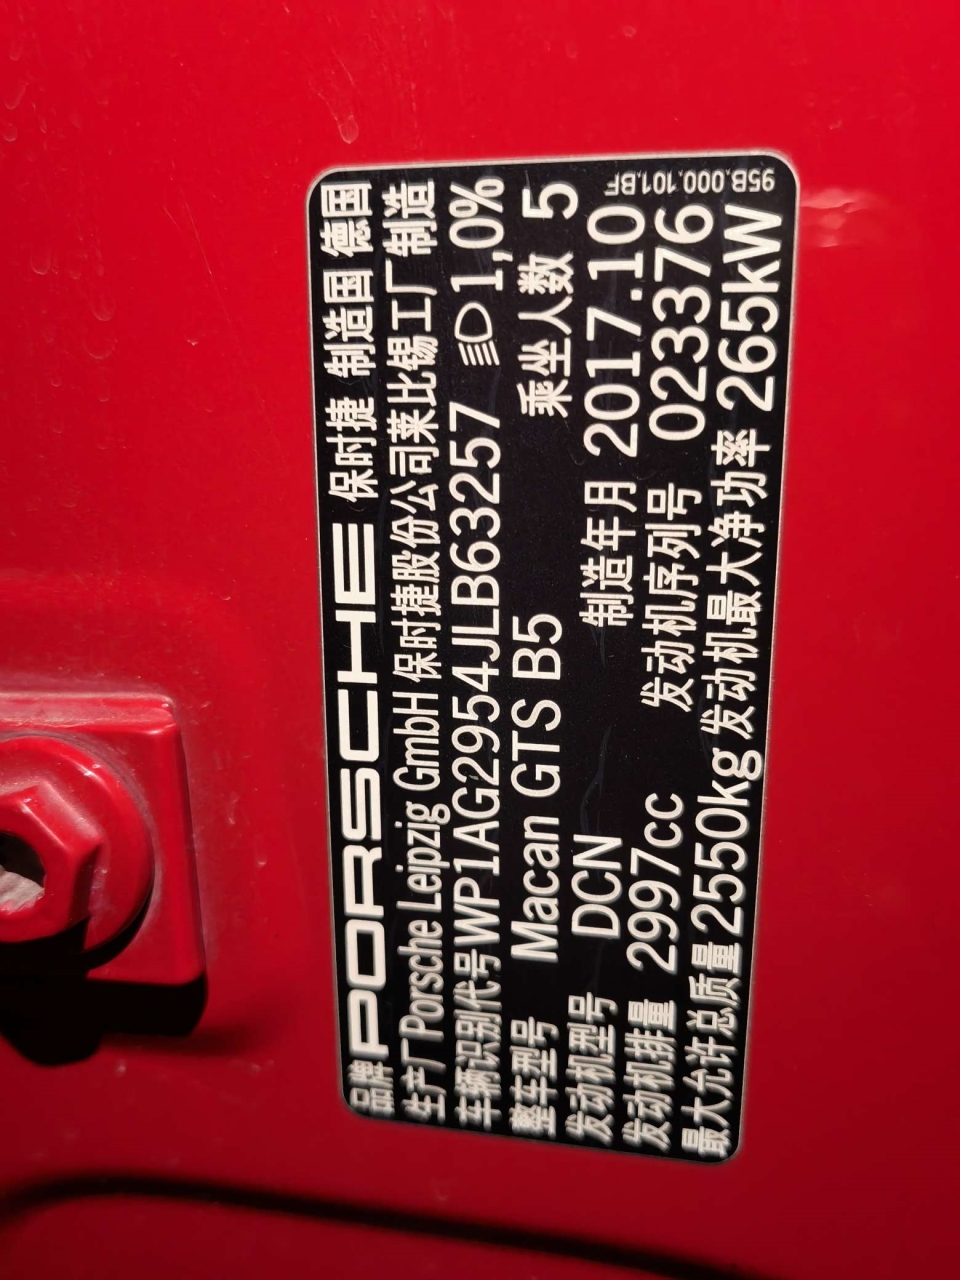 品牌 PORSCHE 保时捷 制造国 德国
生产厂 Porsche Leipzig GmbH 保时捷股份公司莱比锡工厂制造
车辆识别代号 WP1AG2954JLB63257 1,0%
整车型号 Macan GTS B5 乘坐人数 5
发动机型号 DCN 制造年月 2017.10
发动机排量 2997cc 发动机序列号 023376
最大允许总质量 2550kg 发动机最大净功率 265kW
95B.000.101.BF